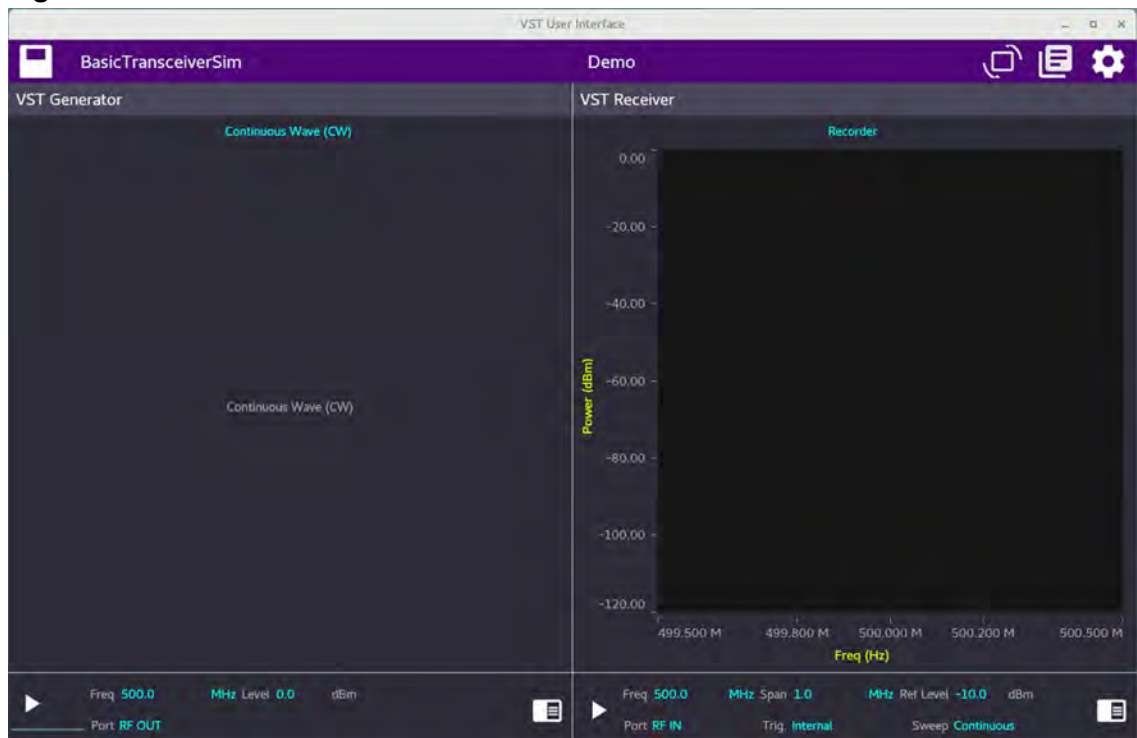 VST User Interface
BasicTransceiverSim
Demo
VST Generator
VST Receiver
Continuous Wave (CW)
Recorder
0.00
-20.00
-40.00
-60.00
-80.00
-100.00
-120.00
Power (dBm)
Continuous Wave (CW)
499.500 M 499.800 M 500.000 M 500.200 M 500.500 M
Freq (Hz)
Freq 500.0 MHz Level 0.0 dBm
Port RF OUT
Freq 500.0 MHz Span 1.0 MHz Ref Level -10.0 dBm
Port RF IN Trig Internal Sweep Continuous